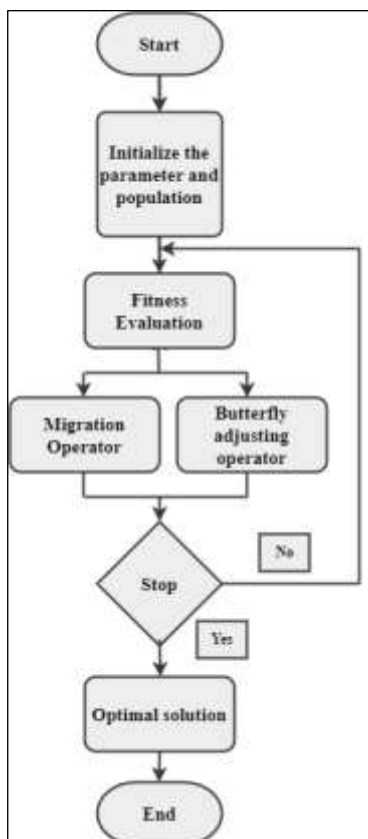 Start
Initialize the
parameter and
population
Fitness
Evaluation
Migration
Operator
Butterfly
adjusting
operator
Stop
No
Yes
Optimal solution
End